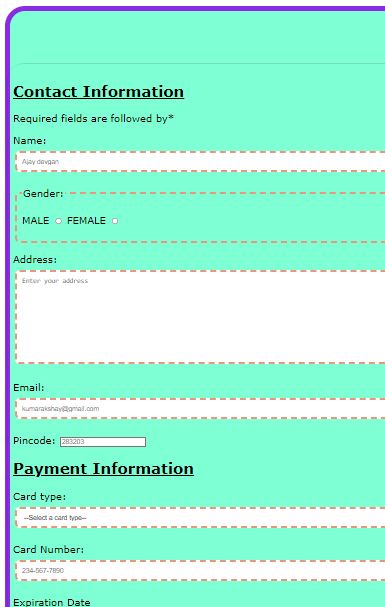 Contact Information
Required fields are followed by*
Name:
Ajay devgan
Gender:
MALE FEMALE
Address:
Enter your address
Email:
kumarakshay@gmail.com
Pincode: 283203
Payment Information
Card type:
--Select a card type--
Card Number:
234-567-7890
Expiration Date